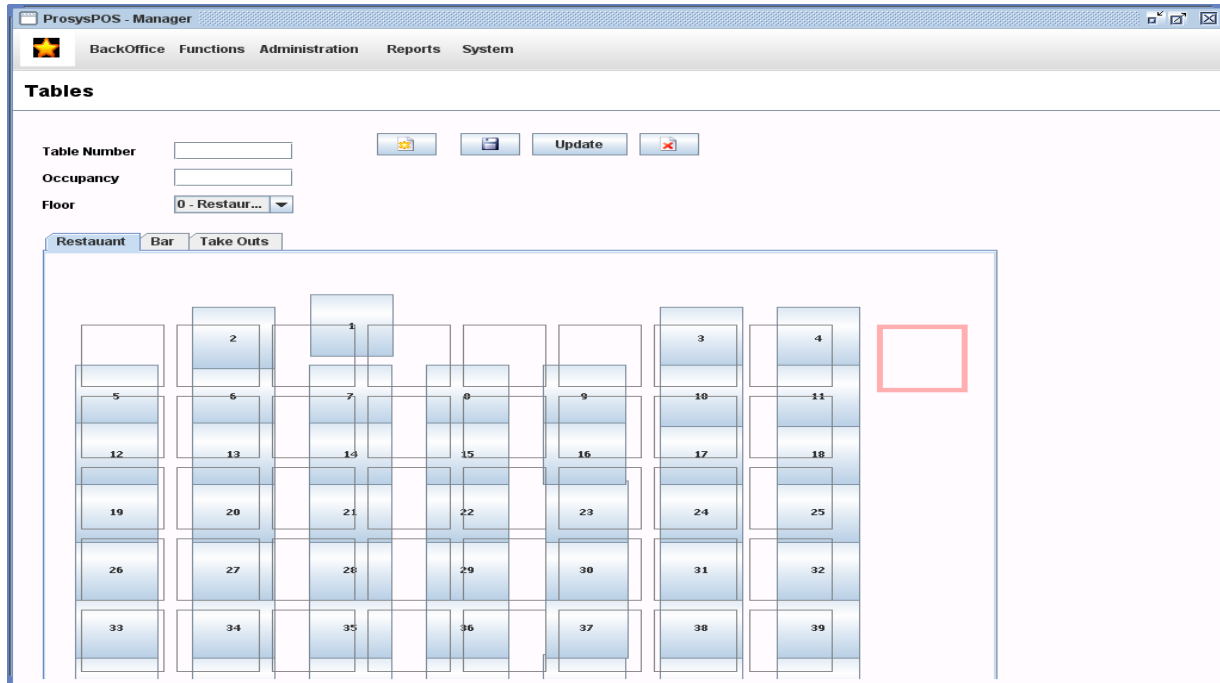 ProsysPOS - Manager
BackOffice Functions Administration Reports System
Tables
Table Number
Update
Occupancy
Floor
0 - Restaur...
Restauant Bar Take Outs
1
2 3 4
5 6 7 8 9 10 11
12 13 14 15 16 17 18
19 20 21 22 23 24 25
26 27 28 29 30 31 32
33 34 35 36 37 38 39